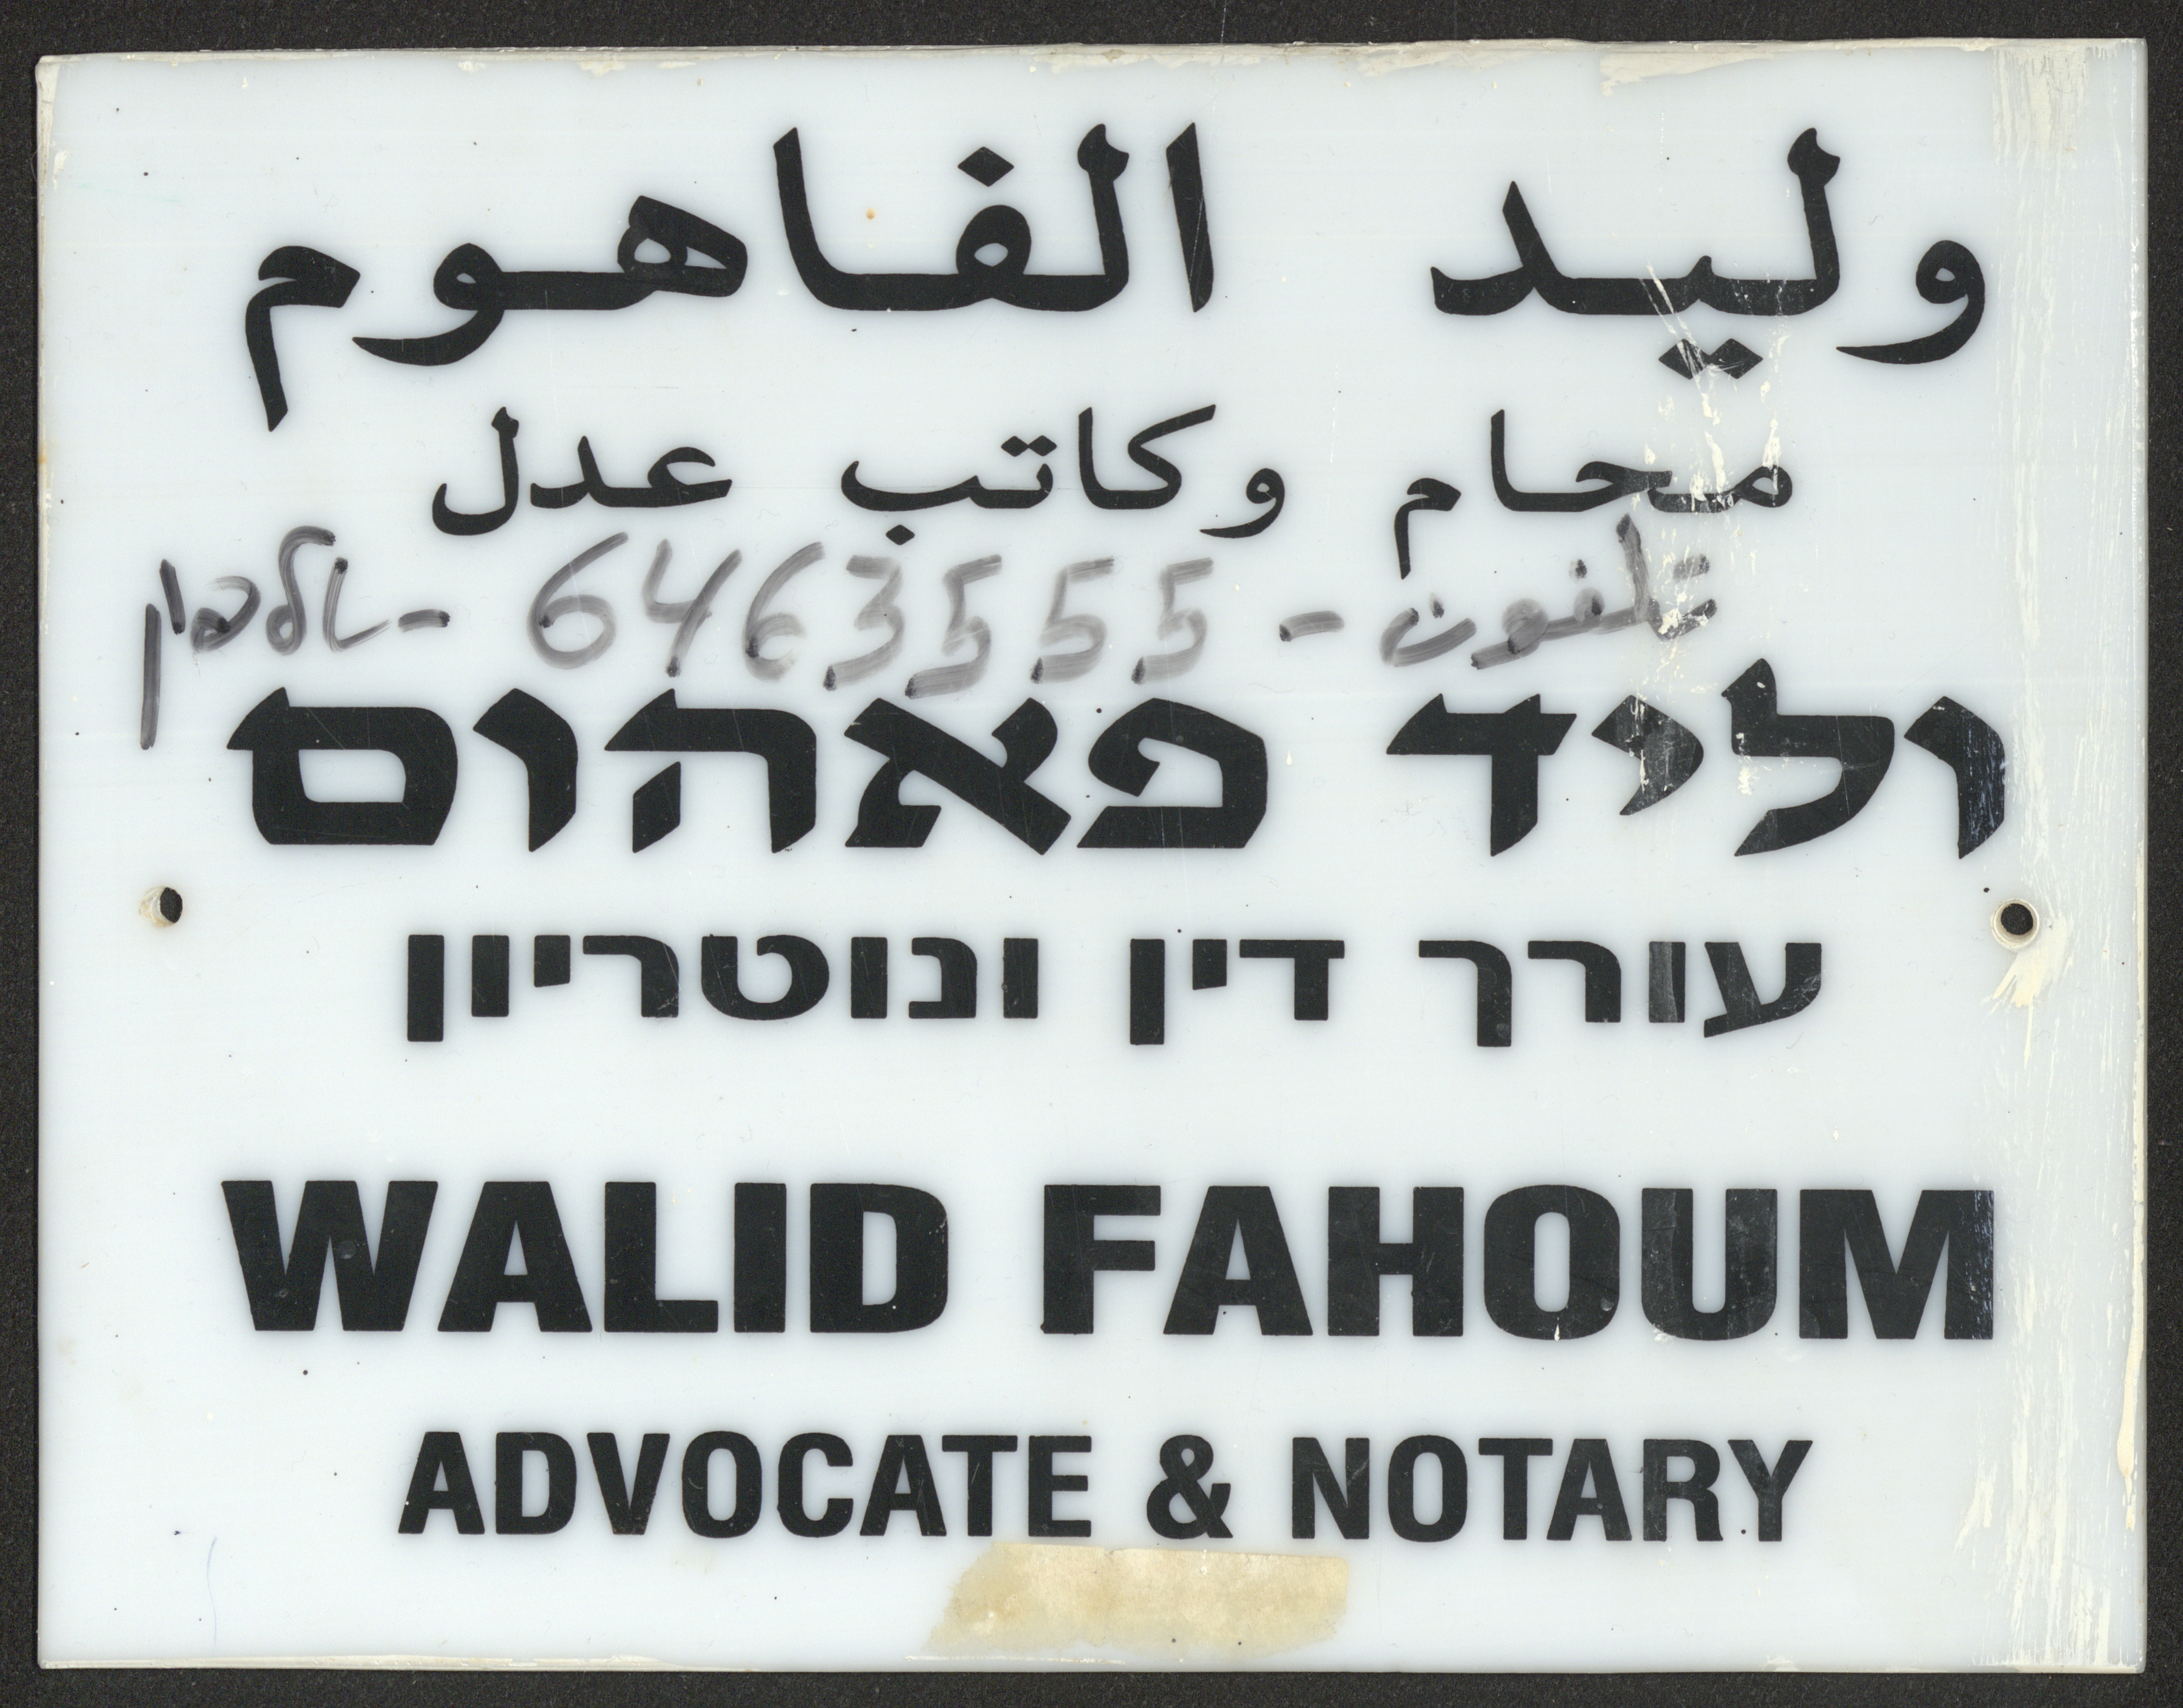 وليد الفاهوم
محام وكاتب عدل
تلفون - 6463555 - טלפון
וליד פאהום
עורך דין ונוטריון
WALID FAHOUM
ADVOCATE & NOTARY